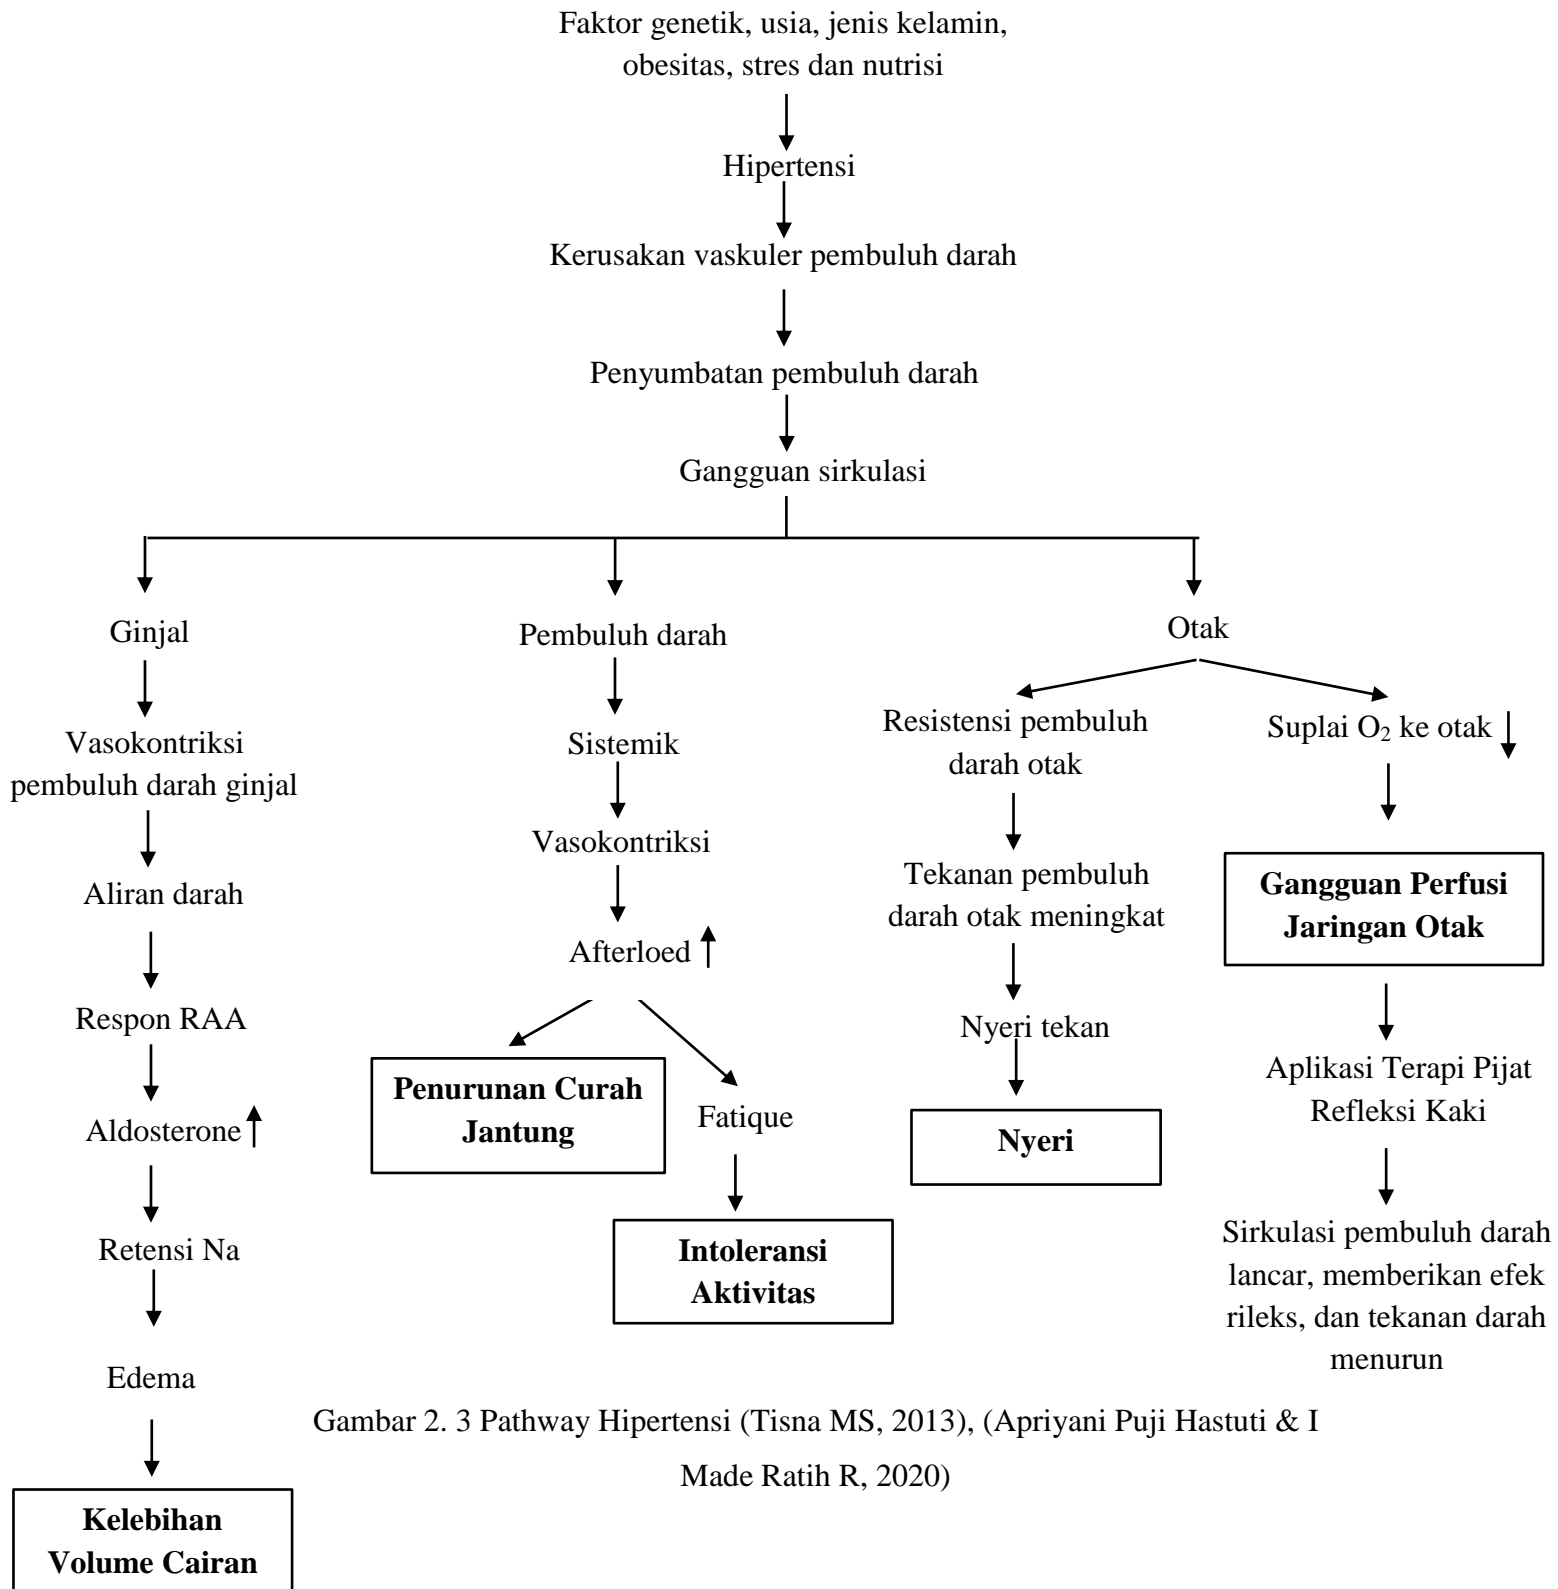 Faktor genetik, usia, jenis kelamin,
obesitas, stres dan nutrisi
Hipertensi
Kerusakan vaskuler pembuluh darah
Penyumbatan pembuluh darah
Gangguan sirkulasi
Ginjal
Vasokontriksi
pembuluh darah ginjal
Aliran darah
Respon RAA
Aldosterone
Retensi Na
Edema
Kelebihan
Volume Cairan
Pembuluh darah
Sistemik
Vasokontriksi
Afterloed
Penurunan Curah
Jantung
Fatique
Intoleransi
Aktivitas
Otak
Resistensi pembuluh
darah otak
Tekanan pembuluh
darah otak meningkat
Nyeri tekan
Nyeri
Suplai O₂ ke otak
Gangguan Perfusi
Jaringan Otak
Aplikasi Terapi Pijat
Refleksi Kaki
Sirkulasi pembuluh darah
lancar, memberikan efek
rileks, dan tekanan darah
menurun
Gambar 2. 3 Pathway Hipertensi (Tisna MS, 2013), (Apriyani Puji Hastuti & I
Made Ratih R, 2020)